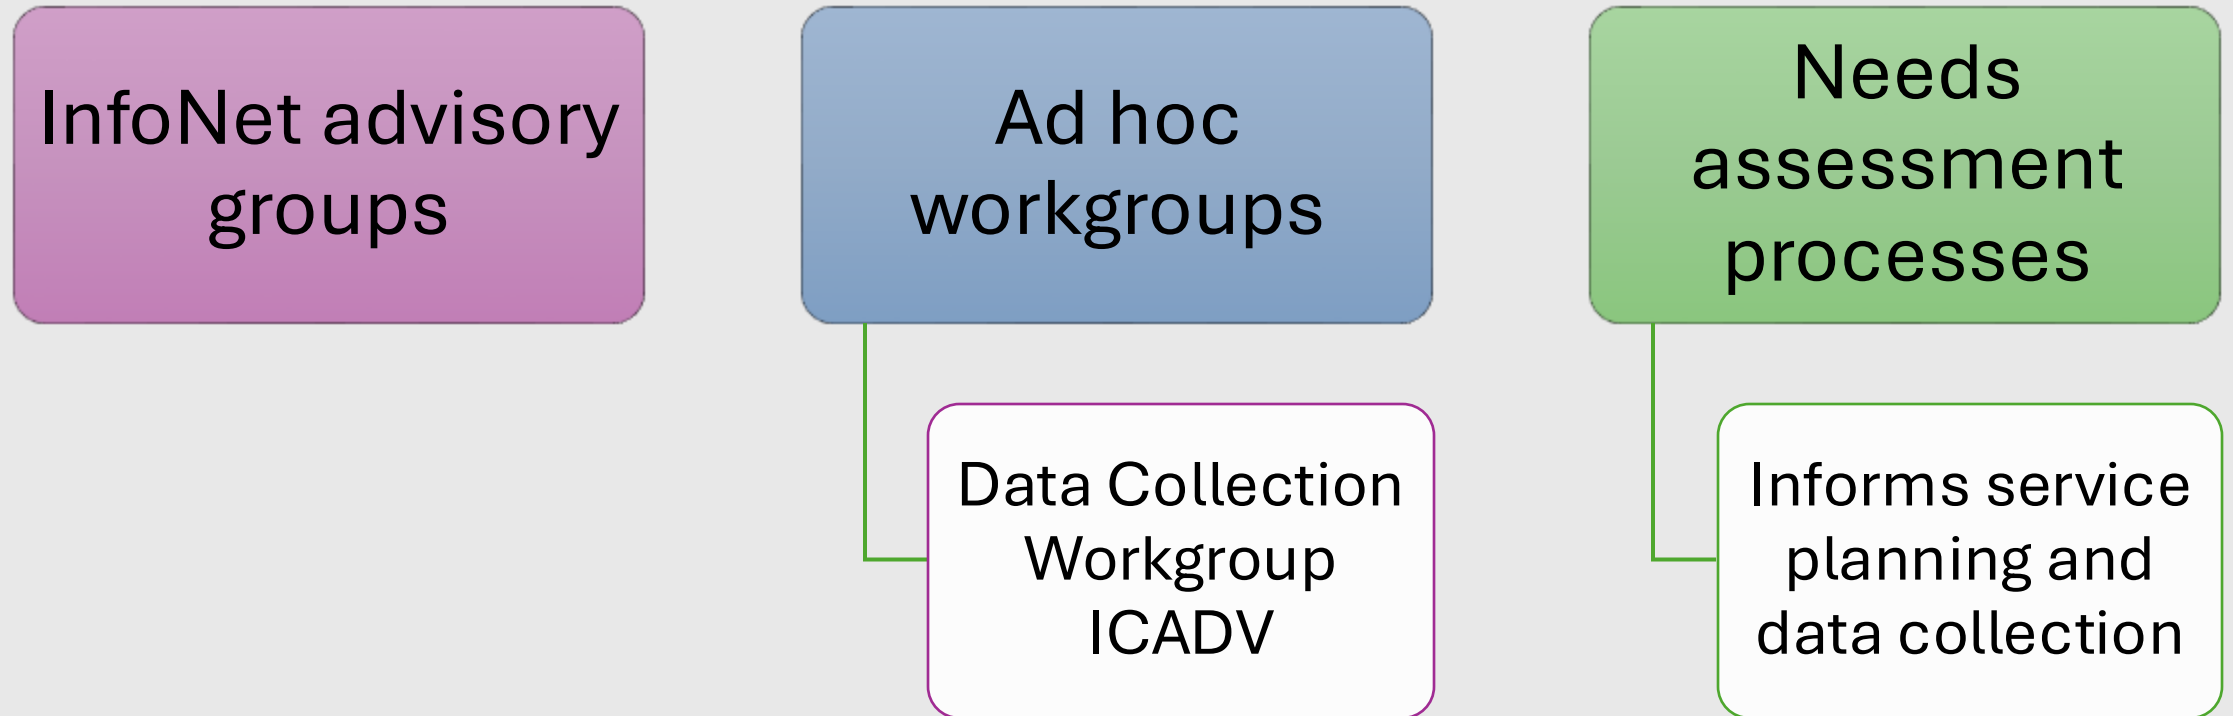 InfoNet advisory
groups
Ad hoc
workgroups
Needs
assessment
processes
Data Collection
Workgroup
ICADV
Informs service
planning and
data collection